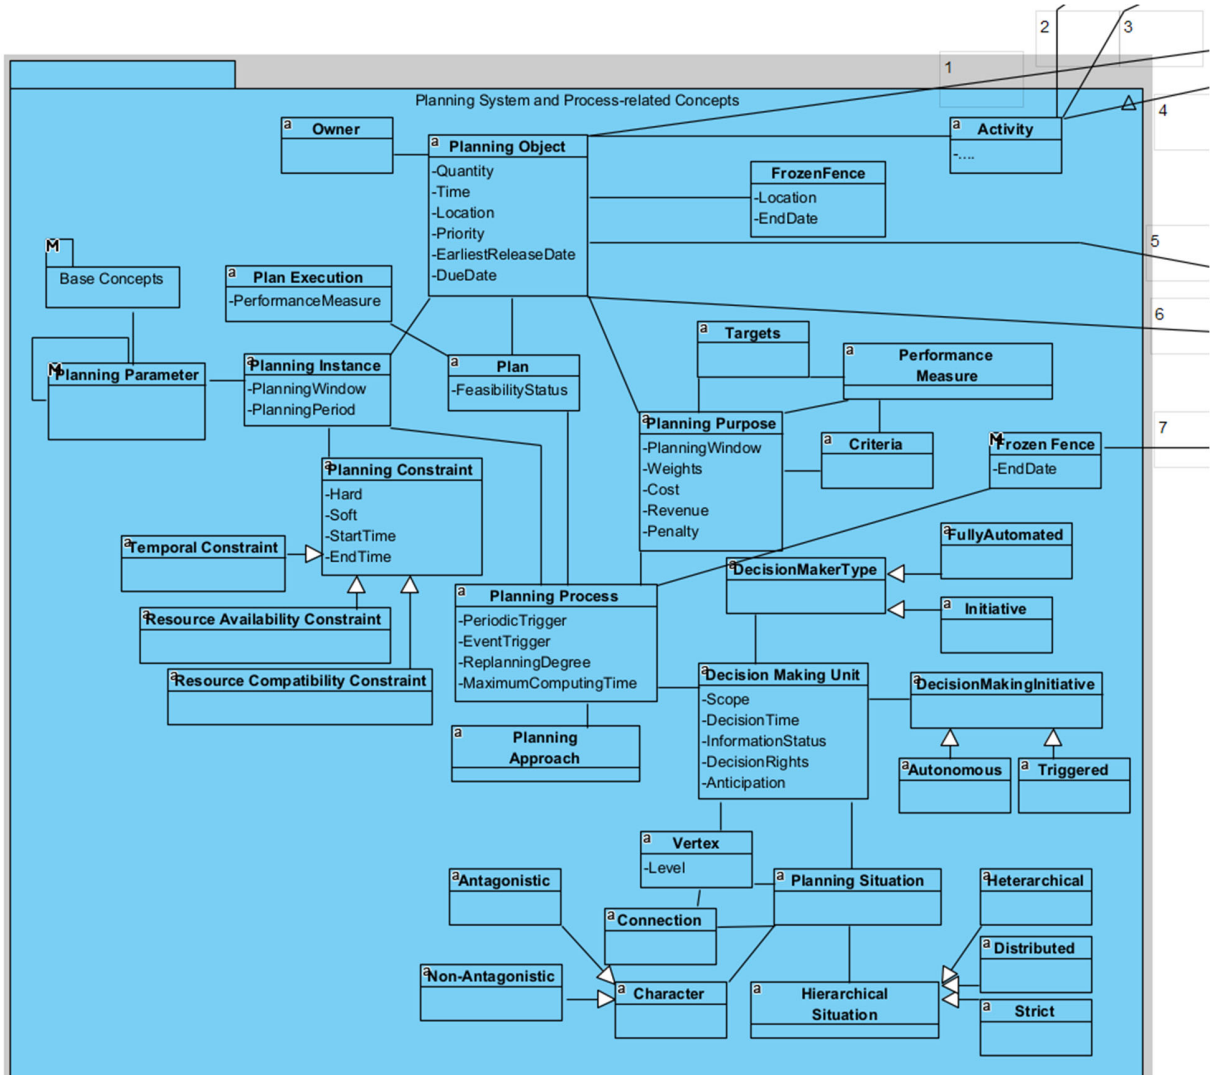 2
3
1
4
Planning System and Process-related Concepts
a Owner
a Planning Object
-Quantity
-Time
-Location
-Priority
-EarliestReleaseDate
-DueDate
a Activity
-....
FrozenFence
-Location
-EndDate
5
M
Base Concepts
a Plan Execution
-PerformanceMeasure
6
a Targets
a Performance
Measure
M Planning Parameter
a Planning Instance
-PlanningWindow
-PlanningPeriod
a Plan
-FeasibilityStatus
a Planning Purpose
-PlanningWindow
-Weights
-Cost
-Revenue
-Penalty
a Criteria
M Frozen Fence
-EndDate
7
a Planning Constraint
-Hard
-Soft
-StartTime
-EndTime
a Temporal Constraint
a Resource Availability Constraint
a Resource Compatibility Constraint
a FullyAutomated
a DecisionMakerType
a Initiative
a Planning Process
-PeriodicTrigger
-EventTrigger
-ReplanningDegree
-MaximumComputingTime
a Planning
Approach
a Decision Making Unit
-Scope
-DecisionTime
-InformationStatus
-DecisionRights
-Anticipation
a DecisionMakingInitiative
a Autonomous
a Triggered
a Vertex
-Level
a Antagonistic
a Planning Situation
a Heterarchical
a Connection
a Distributed
a Non-Antagonistic
a Character
a Hierarchical
Situation
a Strict